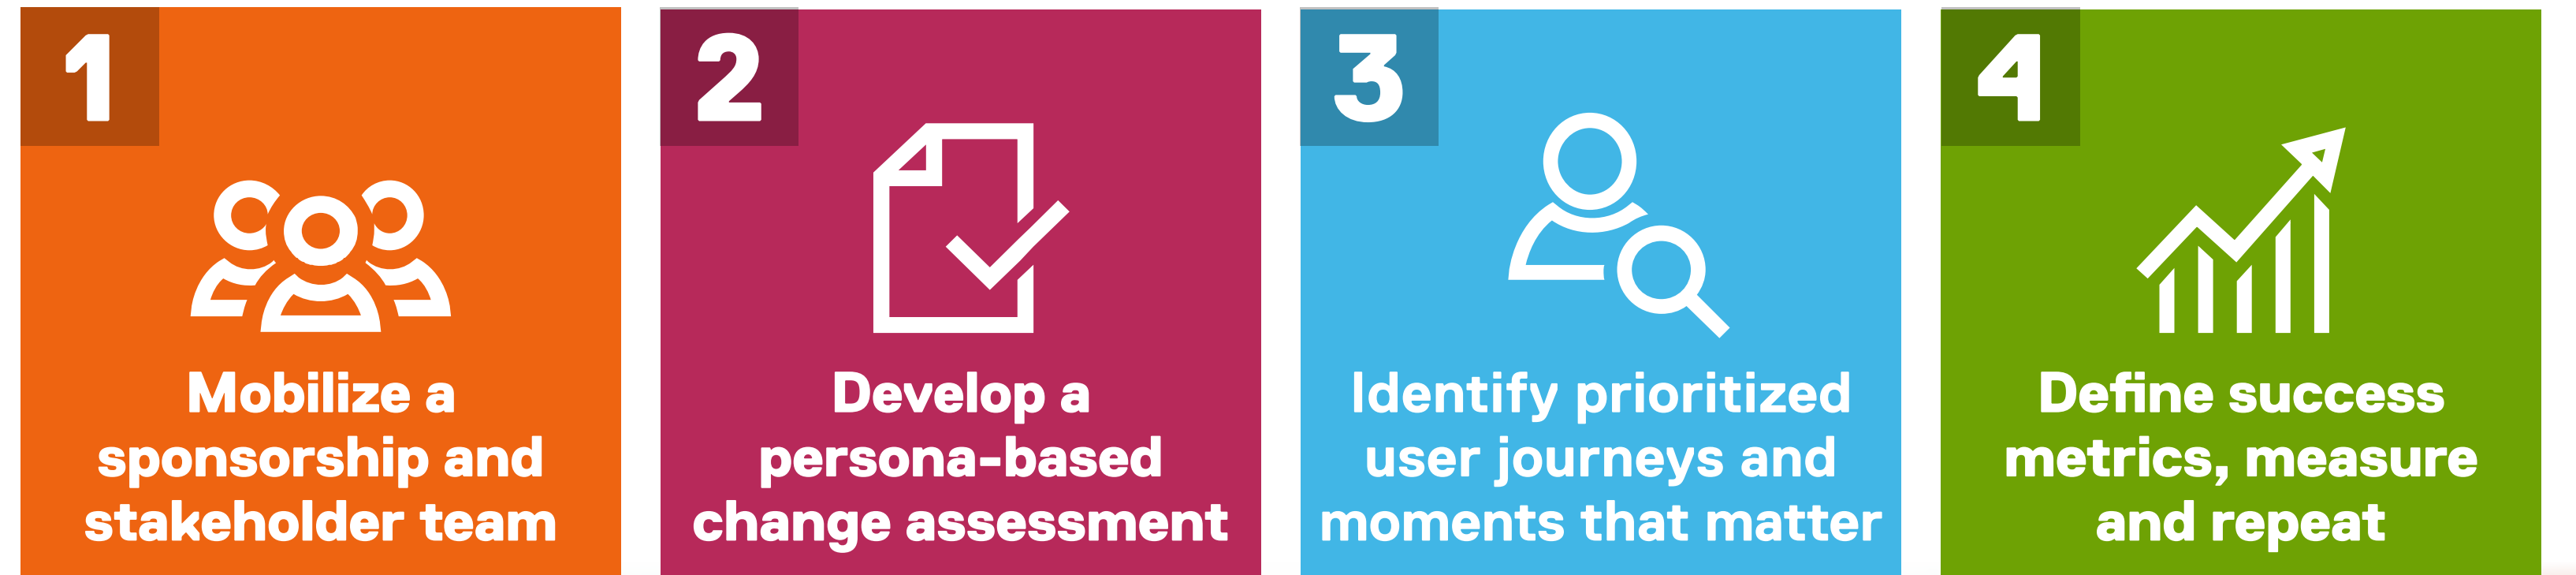 1
Mobilize a
sponsorship and
stakeholder team
2
Develop a
persona-based
change assessment
3
Identify prioritized
user journeys and
moments that matter
4
Define success
metrics, measure
and repeat